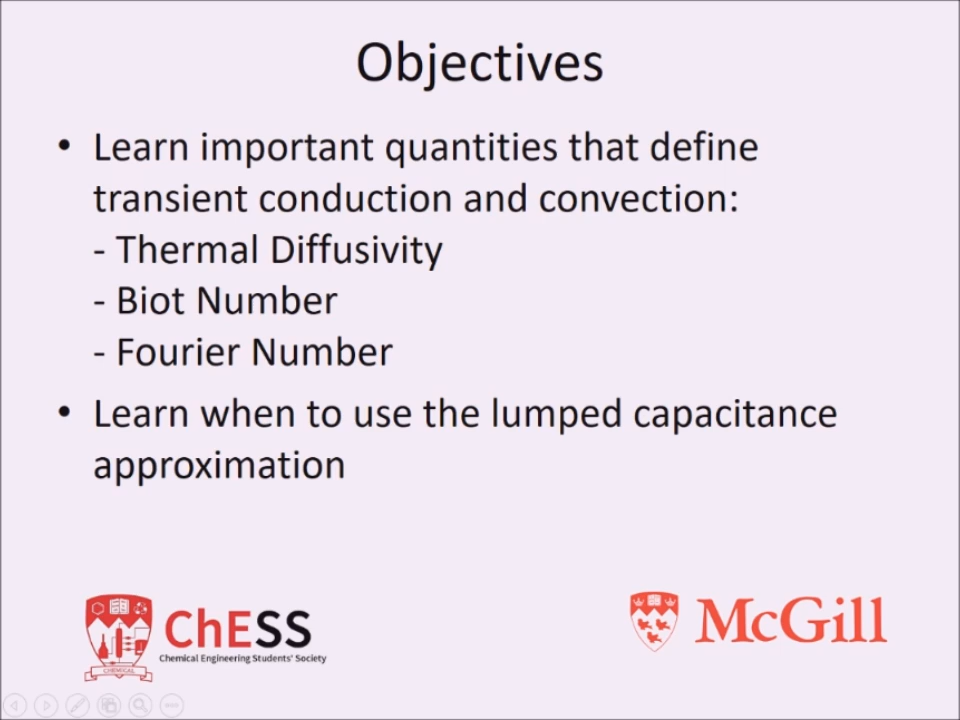 Objectives
• Learn important quantities that define
transient conduction and convection:
- Thermal Diffusivity
- Biot Number
- Fourier Number
• Learn when to use the lumped capacitance
approximation
ChESS
Chemical Engineering Students' Society
CHEMICAL
McGill